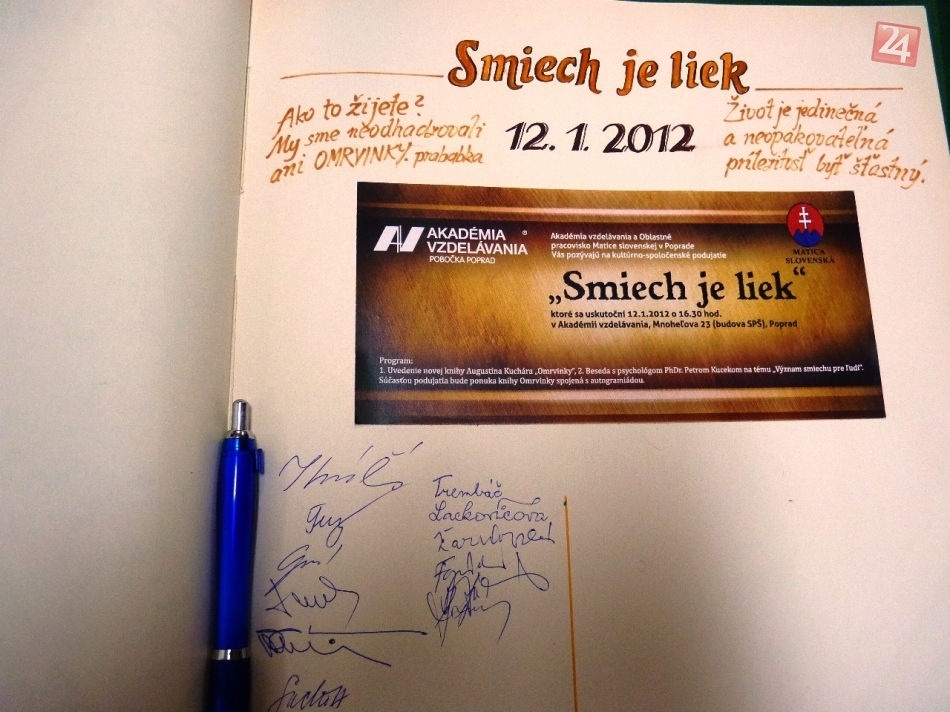 24
Smiech je liek
Ako to žijete?
My sme neodhadzovali
ani OMRVINKY. prababka
12. 1. 2012
Život je jedinečná
a neopakovateľná
príležitosť byť šťastný.
AKADÉMIA
VZDELÁVANIA
POBOČKA POPRAD
®
Akadémia vzdelávania a Oblastné
pracovisko Matice slovenskej v Poprade
Vás pozývajú na kultúrno-spoločenské podujatie
MATICA
SLOVENSKÁ
„Smiech je liek“
ktoré sa uskutoční 12.1.2012 o 16.30 hod.
v Akadémii vzdelávania, Mnoheľova 23 (budova SPŠ), Poprad
Program:
1. Uvedenie novej knihy Augustína Kuchára „Omrvinky“, 2. Beseda s psychológom PhDr. Petrom Kucekom na tému „Význam smiechu pre ľudí“.
Súčasťou podujatia bude ponuka knihy Omrvinky spojená s autogramiádou.
Trembáč
Lackovičová